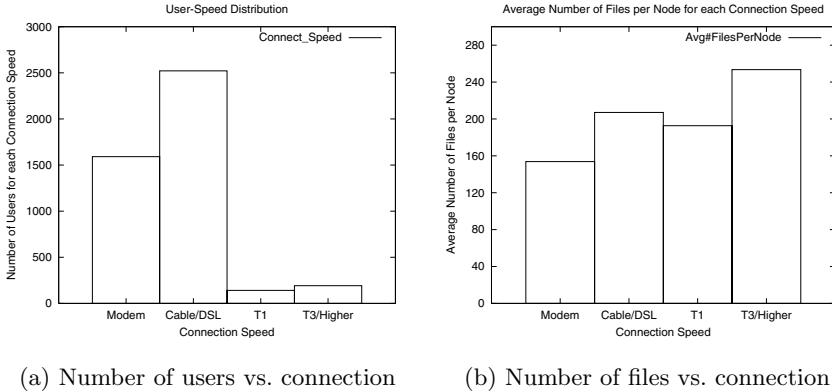 User-Speed Distribution
Connect_Speed
3000
2500
2000
1500
1000
500
0
Number of Users for each Connection Speed
Modem Cable/DSL T1 T3/Higher
Connection Speed
(a) Number of users vs. connection
Average Number of Files per Node for each Connection Speed
Avg#FilesPerNode
280
240
200
160
120
80
40
0
Average Number of Files per Node
Modem Cable/DSL T1 T3/Higher
Connection Speed
(b) Number of files vs. connection